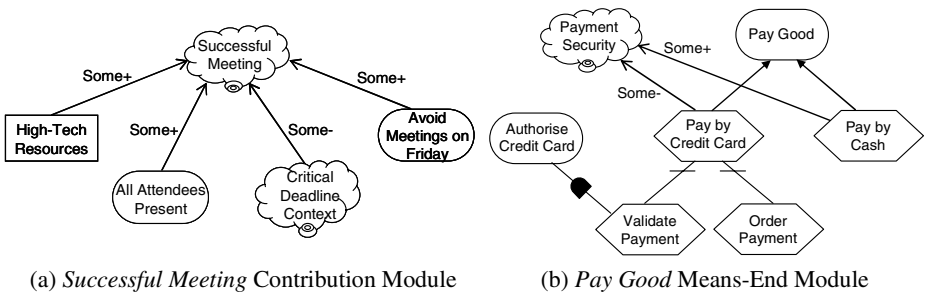 Successful
Meeting
Some+
Some+
Some-
Some+
High-Tech
Resources
All Attendees
Present
Critical
Deadline
Context
Avoid
Meetings on
Friday
(a) Successful Meeting Contribution Module
Payment
Security
Pay Good
Some+
Some-
Authorise
Credit Card
Pay by
Credit Card
Pay by
Cash
Validate
Payment
Order
Payment
(b) Pay Good Means-End Module